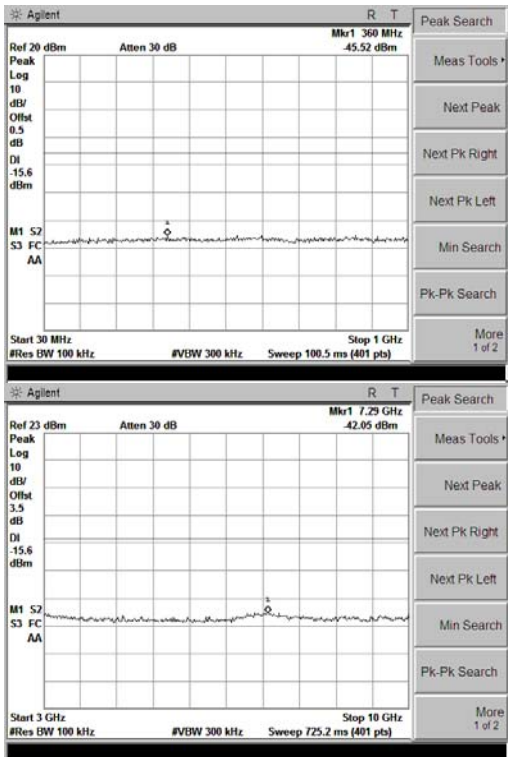 Agilent R T Peak Search
Mkr1 360 MHz
Ref 20 dBm Atten 30 dB -45.52 dBm
Peak
Log
10
dB/
Offst
0.5
dB
DI
-15.6
dBm
M1 S2
S3 FC
AA
1
Start 30 MHz Stop 1 GHz
#Res BW 100 kHz #VBW 300 kHz Sweep 100.5 ms (401 pts)
Meas Tools
Next Peak
Next Pk Right
Next Pk Left
Min Search
Pk-Pk Search
More
1 of 2
Agilent R T Peak Search
Mkr1 7.29 GHz
Ref 23 dBm Atten 30 dB -42.05 dBm
Peak
Log
10
dB/
Offst
3.5
dB
DI
-15.6
dBm
M1 S2
S3 FC
AA
1
Start 3 GHz Stop 10 GHz
#Res BW 100 kHz #VBW 300 kHz Sweep 725.2 ms (401 pts)
Meas Tools
Next Peak
Next Pk Right
Next Pk Left
Min Search
Pk-Pk Search
More
1 of 2